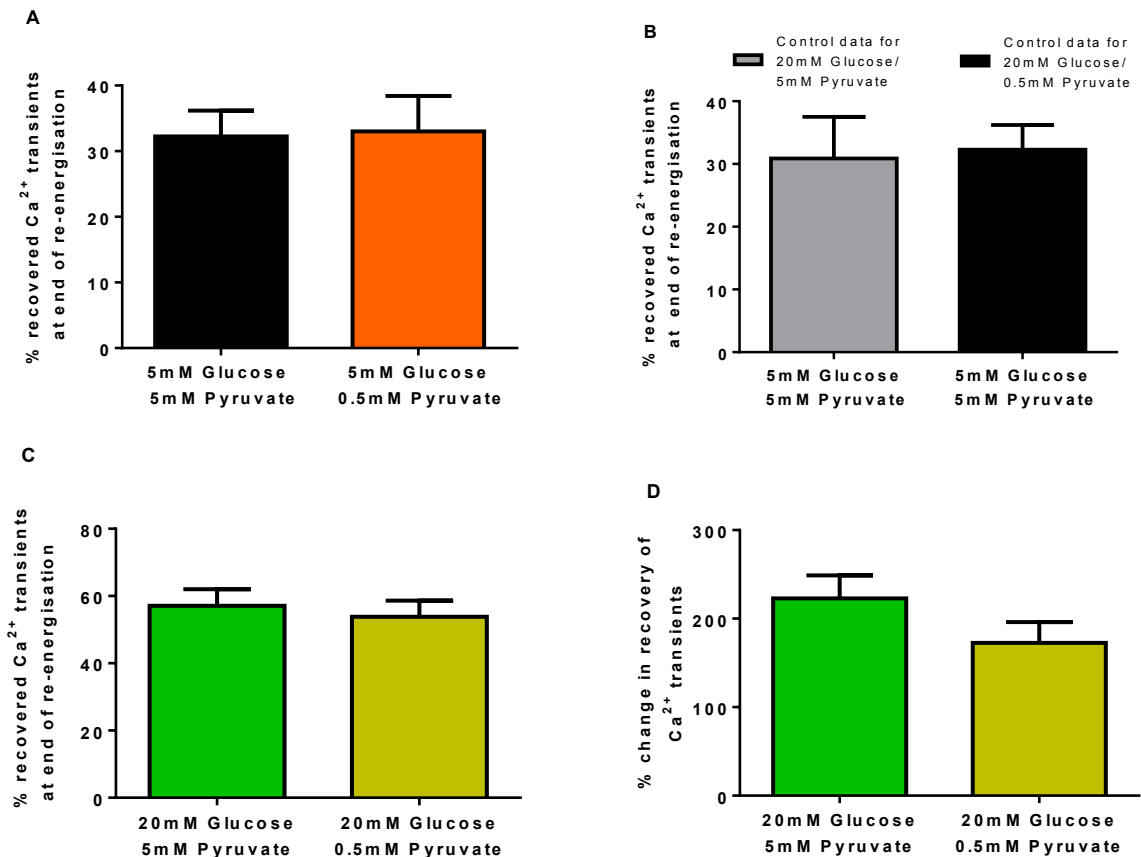 A
% recovered Ca2+ transients
at end of re-energisation
40
30
20
10
0
5mM Glucose
5mM Pyruvate
5mM Glucose
0.5mM Pyruvate
B
Control data for
20mM Glucose/
5mM Pyruvate
Control data for
20mM Glucose/
0.5mM Pyruvate
% recovered Ca2+ transients
at end of re-energisation
40
30
20
10
0
5mM Glucose
5mM Pyruvate
5mM Glucose
5mM Pyruvate
C
% recovered Ca2+ transients
at end of re-energisation
80
60
40
20
0
20mM Glucose
5mM Pyruvate
20mM Glucose
0.5mM Pyruvate
D
% change in recovery of
Ca2+ transients
300
200
100
0
20mM Glucose
5mM Pyruvate
20mM Glucose
0.5mM Pyruvate